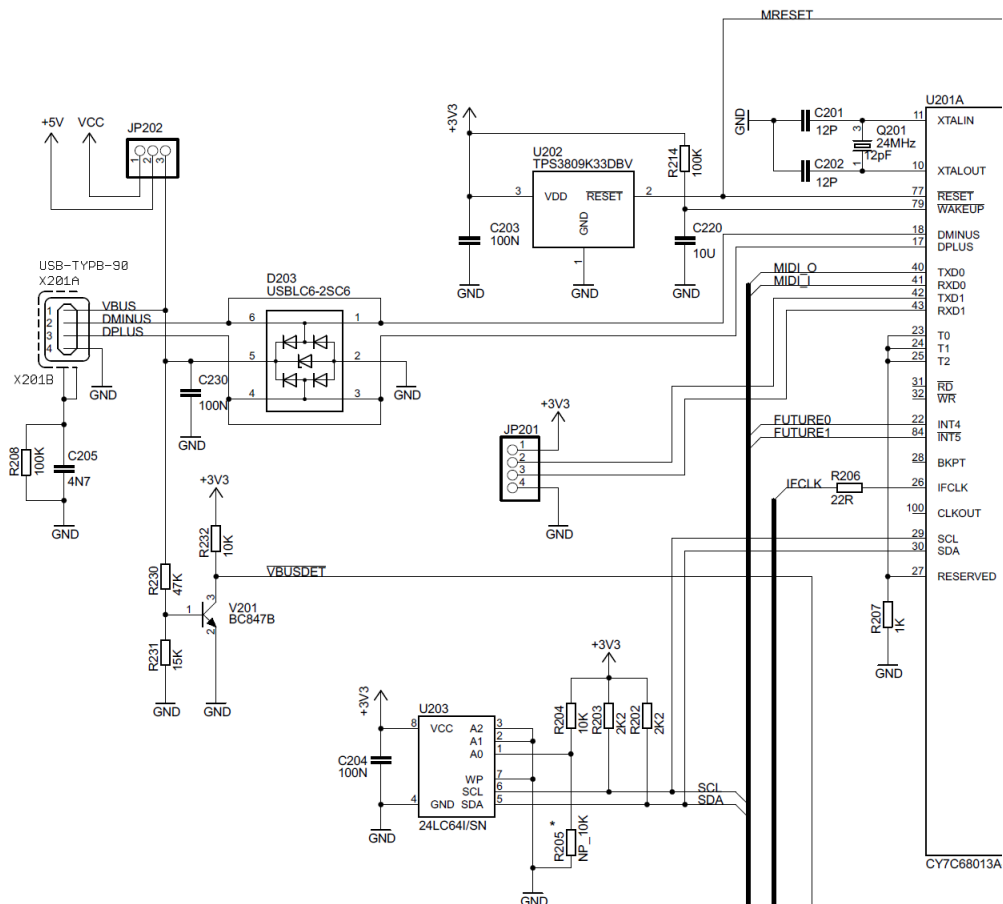 MRESET
+5V
VCC
JP202
1
2
3
+3V3
U202
TPS3809K33DBV
3
VDD
RESET
2
GND
1
GND
C203
100N
GND
R214
100K
C220
10U
GND
GND
C201
12P
C202
12P
3
Q201
24MHz
12pF
1
U201A
11
XTALIN
10
XTALOUT
77
RESET
79
WAKEUP
18
DMINUS
17
DPLUS
40
TXD0
41
RXD0
42
TXD1
43
RXD1
23
T0
24
T1
25
T2
31
RD
32
WR
22
INT4
84
INT5
28
BKPT
26
IFCLK
100
CLKOUT
29
SCL
30
SDA
27
RESERVED
CY7C68013A
MIDI_O
MIDI_I
FUTURE0
FUTURE1
IFCLK
R206
22R
R207
1K
GND
USB-TYPB-90
X201A
1
2
3
4
VBUS
DMINUS
DPLUS
GND
X201B
R208
100K
C205
4N7
GND
C230
100N
GND
D203
USBLC6-2SC6
6
1
5
2
4
3
GND
JP201
1
2
3
4
+3V3
GND
+3V3
R232
10K
VBUSDET
R230
47K
R231
15K
1
3
2
V201
BC847B
GND
GND
+3V3
U203
8
VCC
A2
3
A1
2
A0
1
WP
7
SCL
6
4
GND
SDA
5
24LC64I/SN
C204
100N
GND
+3V3
R204
10K
R203
2K2
R202
2K2
SCL
SDA
*
R205
NP_10K
GND